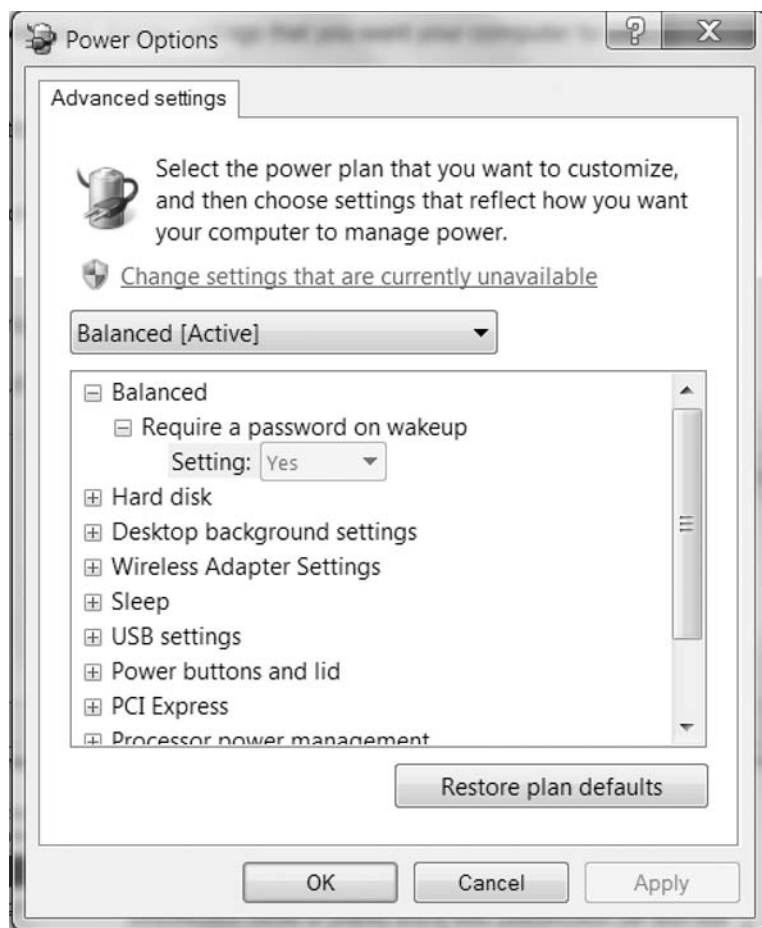 Power Options
Advanced settings
Select the power plan that you want to customize,
and then choose settings that reflect how you want
your computer to manage power.
Change settings that are currently unavailable
Balanced [Active]
Balanced
Require a password on wakeup
Setting: Yes
Hard disk
Desktop background settings
Wireless Adapter Settings
Sleep
USB settings
Power buttons and lid
PCI Express
Processor power management
Restore plan defaults
OK Cancel Apply